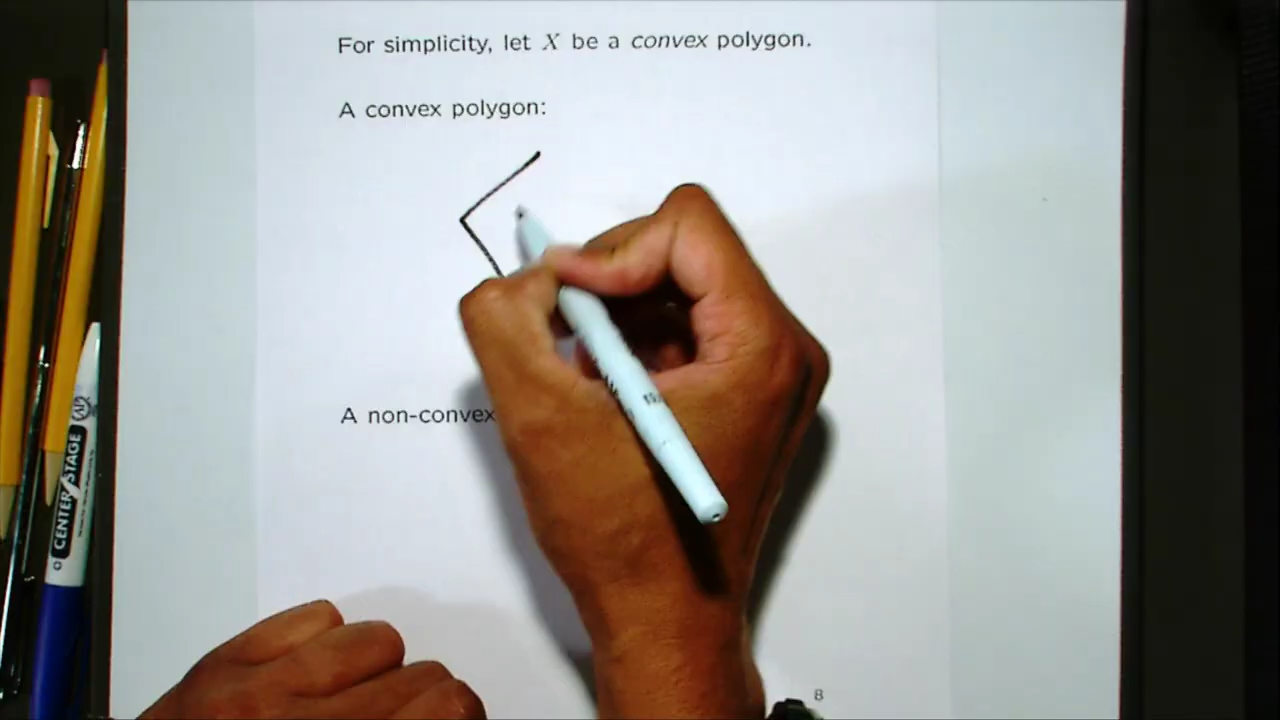 For simplicity, let X be a convex polygon.
A convex polygon:
A non-convex
CENTER STAGE
8